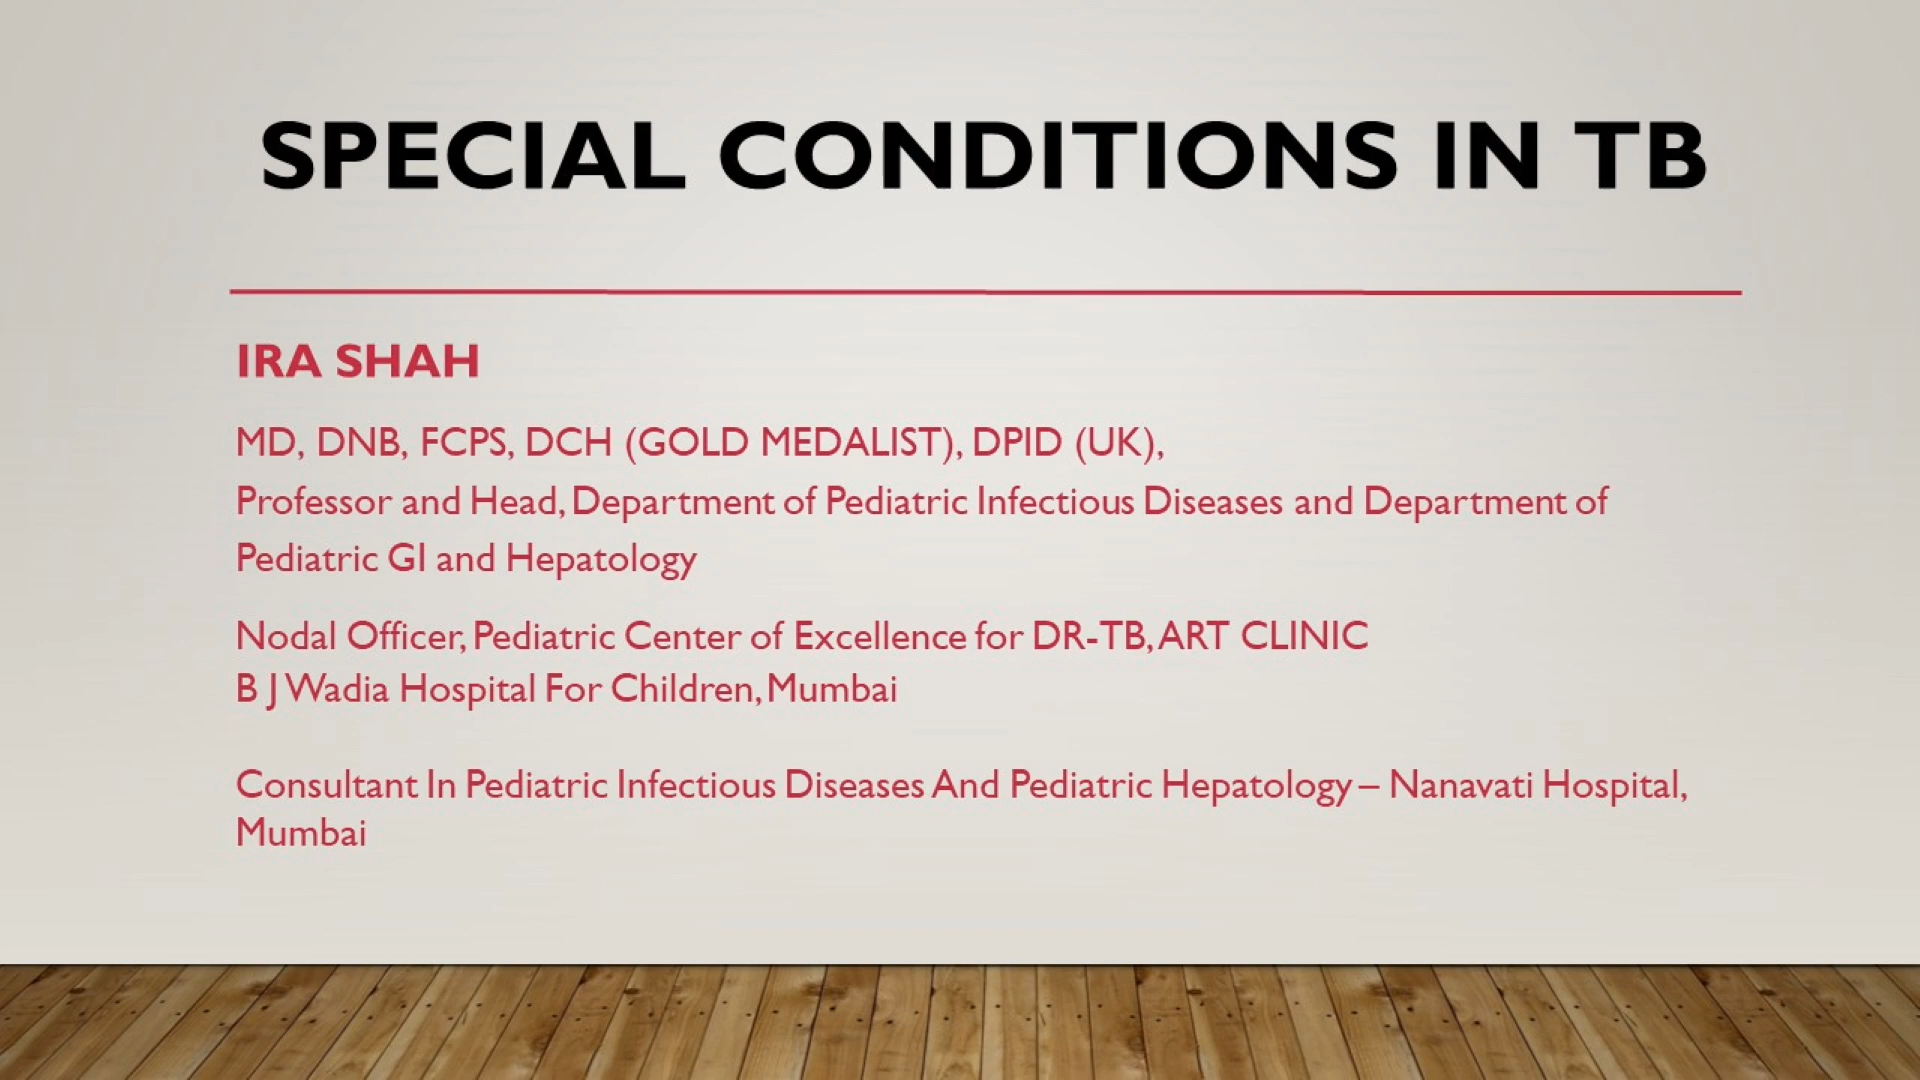 SPECIAL CONDITIONS IN TB
IRA SHAH
MD, DNB, FCPS, DCH (GOLD MEDALIST), DPID (UK),
Professor and Head, Department of Pediatric Infectious Diseases and Department of
Pediatric GI and Hepatology
Nodal Officer, Pediatric Center of Excellence for DR-TB, ART CLINIC
B J Wadia Hospital For Children, Mumbai
Consultant In Pediatric Infectious Diseases And Pediatric Hepatology – Nanavati Hospital,
Mumbai